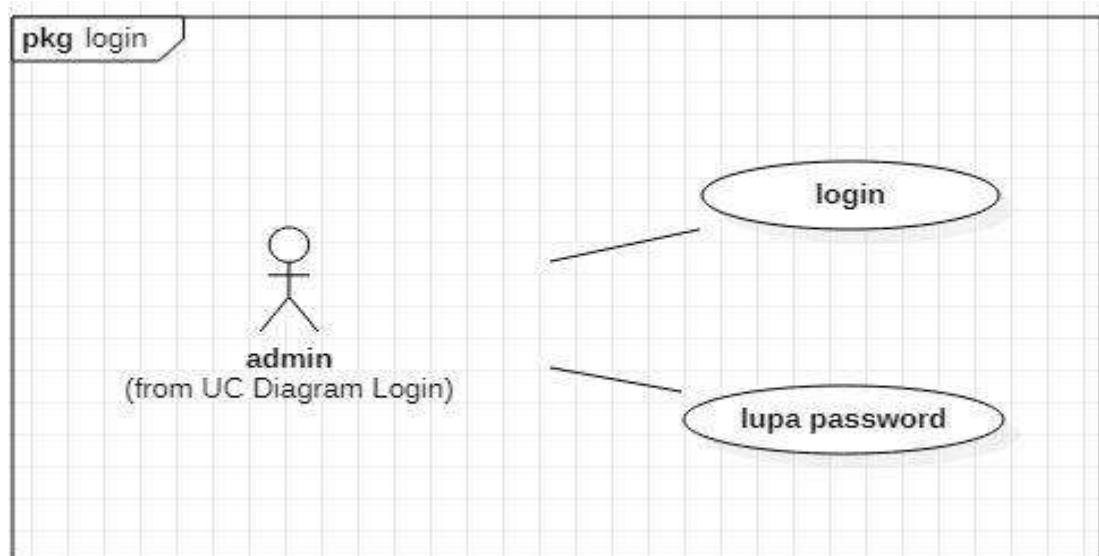 pkg login
login
admin
(from UC Diagram Login)
lupa password